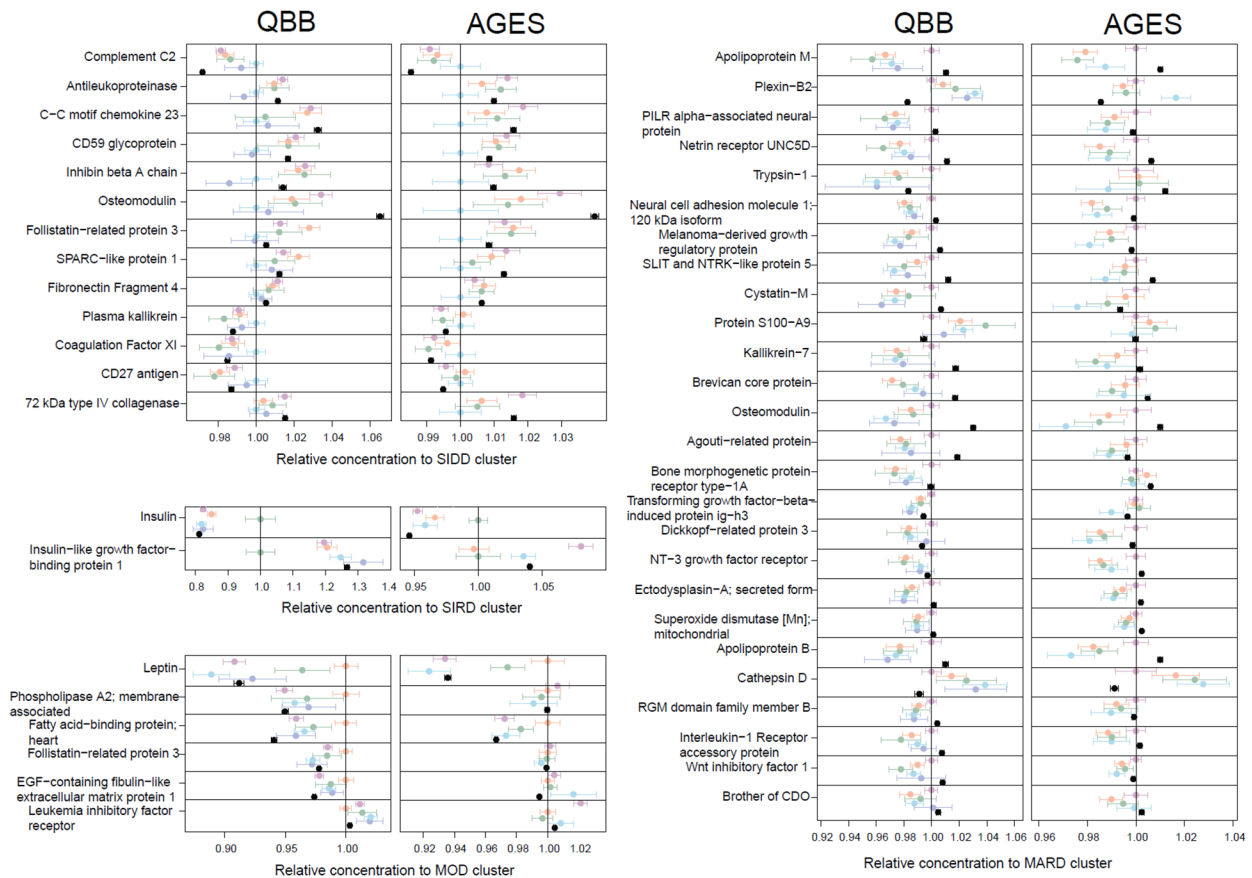 QBB
AGES
Complement C2
Antileukoproteinase
C-C motif chemokine 23
CD59 glycoprotein
Inhibin beta A chain
Osteomodulin
Follistatin-related protein 3
SPARC-like protein 1
Fibronectin Fragment 4
Plasma kallikrein
Coagulation Factor XI
CD27 antigen
72 kDa type IV collagenase
0.98 1.00 1.02 1.04 1.06
0.99 1.00 1.01 1.02 1.03
Relative concentration to SIDD cluster
Insulin
Insulin-like growth factor-
binding protein 1
0.8 0.9 1.0 1.1 1.2 1.3 1.4
0.95 1.00 1.05
Relative concentration to SIRD cluster
Leptin
Phospholipase A2; membrane
associated
Fatty acid-binding protein;
heart
Follistatin-related protein 3
EGF-containing fibulin-like
extracellular matrix protein 1
Leukemia inhibitory factor
receptor
0.90 0.95 1.00
0.92 0.94 0.96 0.98 1.00 1.02
Relative concentration to MOD cluster
QBB
AGES
Apolipoprotein M
Plexin-B2
PILR alpha-associated neural
protein
Netrin receptor UNC5D
Trypsin-1
Neural cell adhesion molecule 1;
120 kDa isoform
Melanoma-derived growth
regulatory protein
SLIT and NTRK-like protein 5
Cystatin-M
Protein S100-A9
Kallikrein-7
Brevican core protein
Osteomodulin
Agouti-related protein
Bone morphogenetic protein
receptor type-1A
Transforming growth factor-beta-
induced protein ig-h3
Dickkopf-related protein 3
NT-3 growth factor receptor
Ectodysplasin-A; secreted form
Superoxide dismutase [Mn];
mitochondrial
Apolipoprotein B
Cathepsin D
RGM domain family member B
Interleukin-1 Receptor
accessory protein
Wnt inhibitory factor 1
Brother of CDO
0.92 0.94 0.96 0.98 1.00 1.02 1.04 1.06
0.96 0.98 1.00 1.02 1.04
Relative concentration to MARD cluster